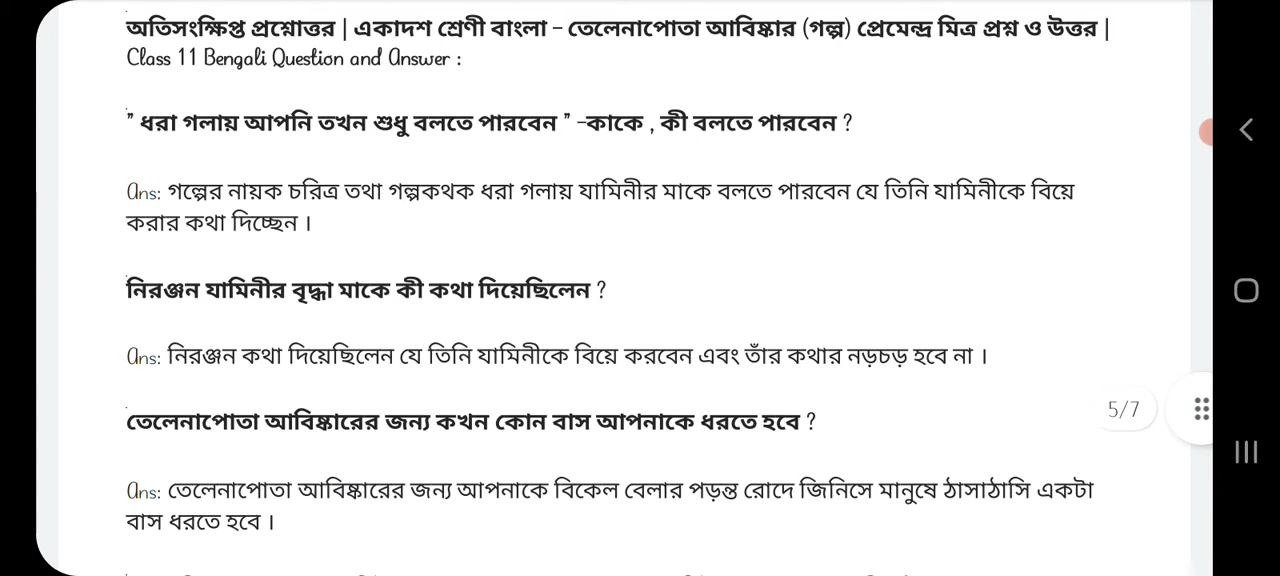 অতিসংক্ষিপ্ত প্রশ্নোত্তর | একাদশ শ্রেণী বাংলা – তেলেনাপোতা আবিষ্কার (গল্প) প্রেমেন্দ্র মিত্র প্রশ্ন ও উত্তর |
Class 11 Bengali Question and Answer :
” ধরা গলায় আপনি তখন শুধু বলতে পারবেন ” –কাকে , কী বলতে পারবেন ?
Ans: গল্পের নায়ক চরিত্র তথা গল্পকথক ধরা গলায় যামিনীর মাকে বলতে পারবেন যে তিনি যামিনীকে বিয়ে
করার কথা দিচ্ছেন ।
নিরঞ্জন যামিনীর বৃদ্ধা মাকে কী কথা দিয়েছিলেন ?
Ans: নিরঞ্জন কথা দিয়েছিলেন যে তিনি যামিনীকে বিয়ে করবেন এবং তাঁর কথার নড়চড় হবে না ।
তেলেনাপোতা আবিষ্কারের জন্য কখন কোন বাস আপনাকে ধরতে হবে ?
5/7
Ans: তেলেনাপোতা আবিষ্কারের জন্য আপনাকে বিকেল বেলার পড়ন্ত রোদে জিনিসে মানুষে ঠাসাঠাসি একটা
বাস ধরতে হবে ।